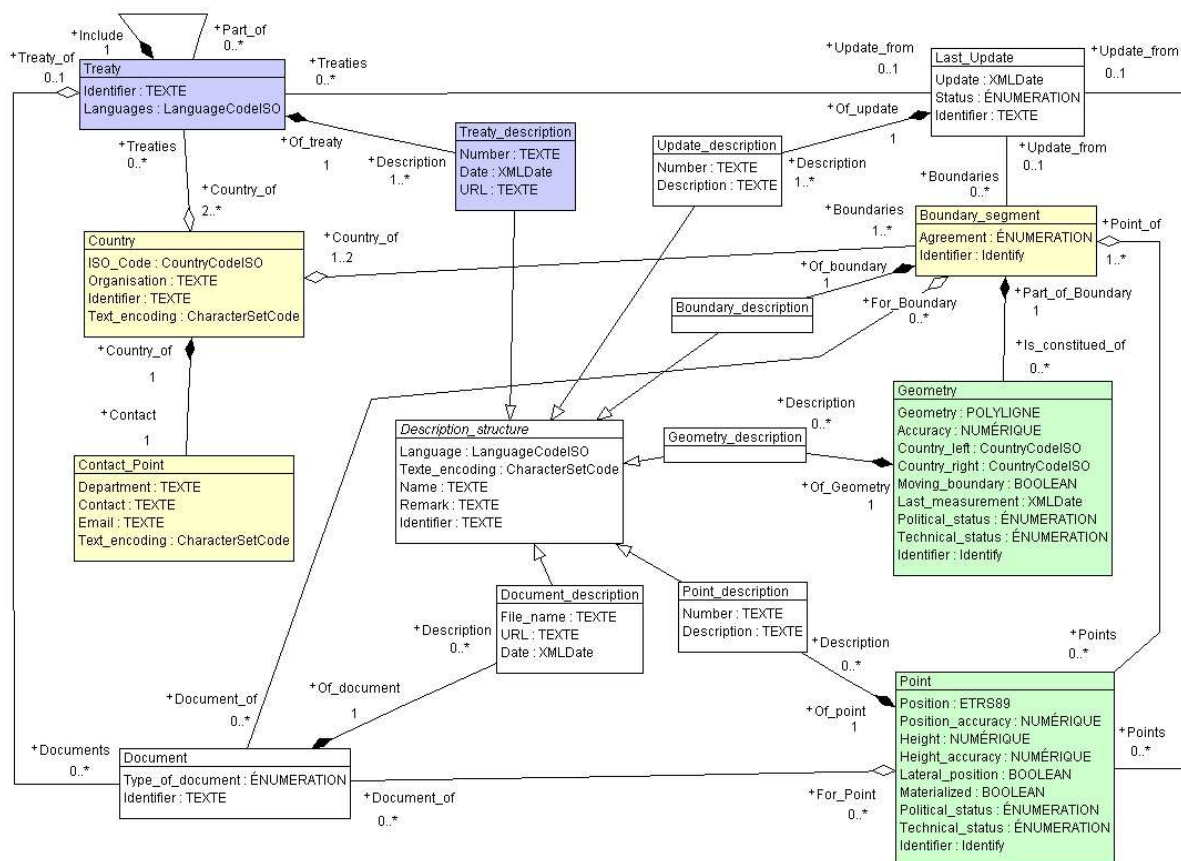 +Include
1
+Part_of
0..*
+Treaty_of
0..1
Treaty
Identifier : TEXTE
Languages : LanguageCodeISO
+Treaties
0..*
+Update_from
0..1
Last_Update
Update : XMLDate
Status : ÉNUMERATION
Identifier : TEXTE
+Update_from
0..1
+Of_treaty
1
+Description
1..*
Treaty_description
Number : TEXTE
Date : XMLDate
URL : TEXTE
+Of_update
1
Update_description
Number : TEXTE
Description : TEXTE
+Description
1..*
+Update_from
0..1
+Boundaries
0..*
+Treaties
0..*
+Country_of
2..*
Country
ISO_Code : CountryCodeISO
Organisation : TEXTE
Identifier : TEXTE
Text_encoding : CharacterSetCode
+Country_of
1..2
+Boundaries
1..*
Boundary_segment
Agreement : ÉNUMERATION
Identifier : Identify
+Point_of
1..*
+Of_boundary
1
Boundary_description
+For_Boundary
0..*
+Part_of_Boundary
1
+Is_constitued_of
0..*
+Country_of
1
+Contact
1
Contact_Point
Department : TEXTE
Contact : TEXTE
Email : TEXTE
Text_encoding : CharacterSetCode
Description_structure
Language : LanguageCodeISO
Texte_encoding : CharacterSetCode
Name : TEXTE
Remark : TEXTE
Identifier : TEXTE
+Description
0..*
Geometry_description
+Of_Geometry
1
Geometry
Geometry : POLYLIGNE
Accuracy : NUMÉRIQUE
Country_left : CountryCodeISO
Country_right : CountryCodeISO
Moving_boundary : BOOLEAN
Last_measurement : XMLDate
Political_status : ÉNUMERATION
Technical_status : ÉNUMERATION
Identifier : Identify
Document_description
File_name : TEXTE
URL : TEXTE
Date : XMLDate
+Description
0..*
Point_description
Number : TEXTE
Description : TEXTE
+Description
0..*
+Points
0..*
+Of_document
1
+Document_of
0..*
+Of_point
1
Point
Position : ETRS89
Position_accuracy : NUMÉRIQUE
Height : NUMÉRIQUE
Height_accuracy : NUMÉRIQUE
Lateral_position : BOOLEAN
Materialized : BOOLEAN
Political_status : ÉNUMERATION
Technical_status : ÉNUMERATION
Identifier : Identify
+Points
0..*
+Documents
0..*
Document
Type_of_document : ÉNUMERATION
Identifier : TEXTE
+Document_of
0..*
+For_Point
0..*